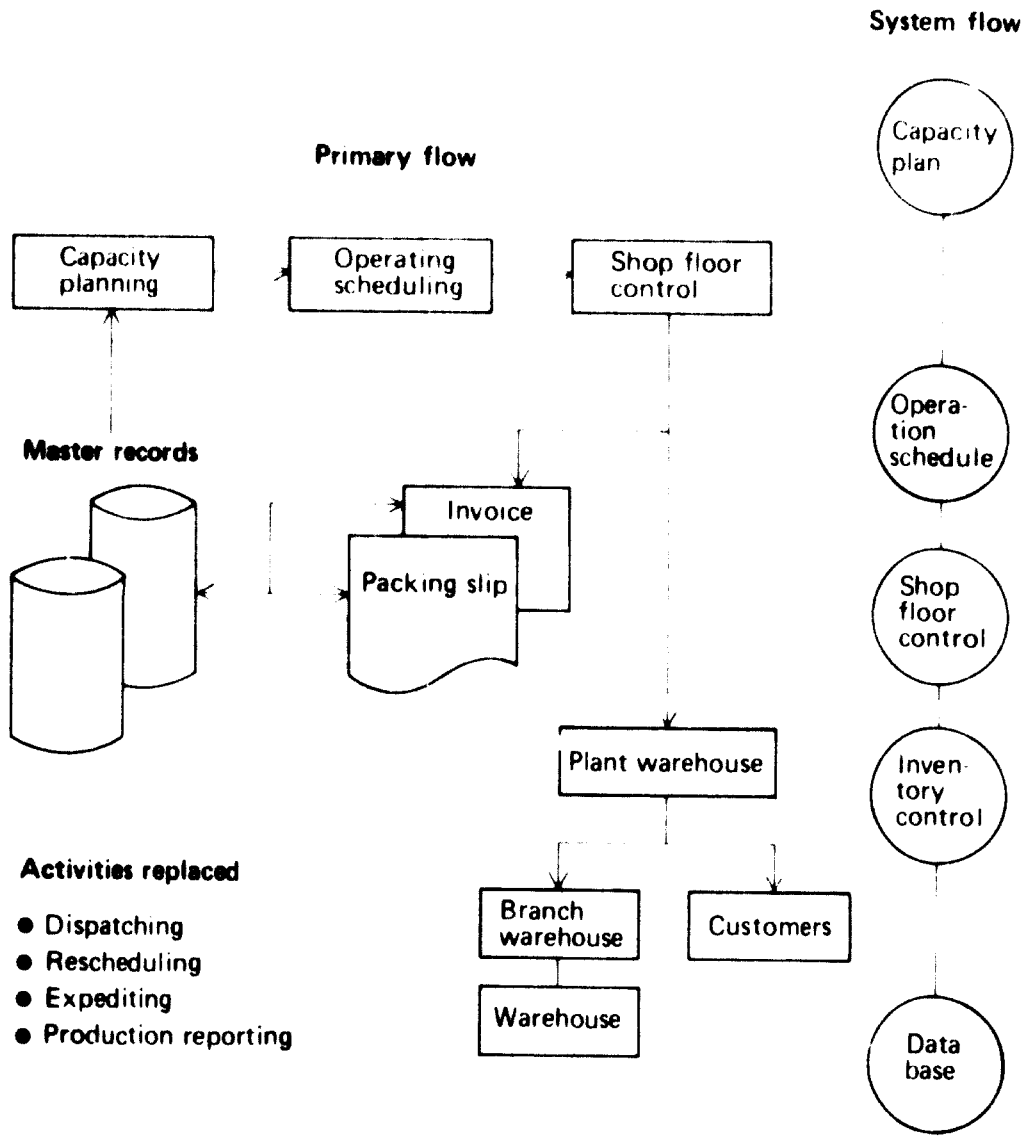 System flow
Capacity
plan
Primary flow
Capacity
planning
Operating
scheduling
Shop floor
control
Opera-
tion
schedule
Master records
Invoice
Packing slip
Shop
floor
control
Plant warehouse
Inven-
tory
control
Activities replaced
● Dispatching
● Rescheduling
● Expediting
● Production reporting
Branch
warehouse
Customers
Warehouse
Data
base